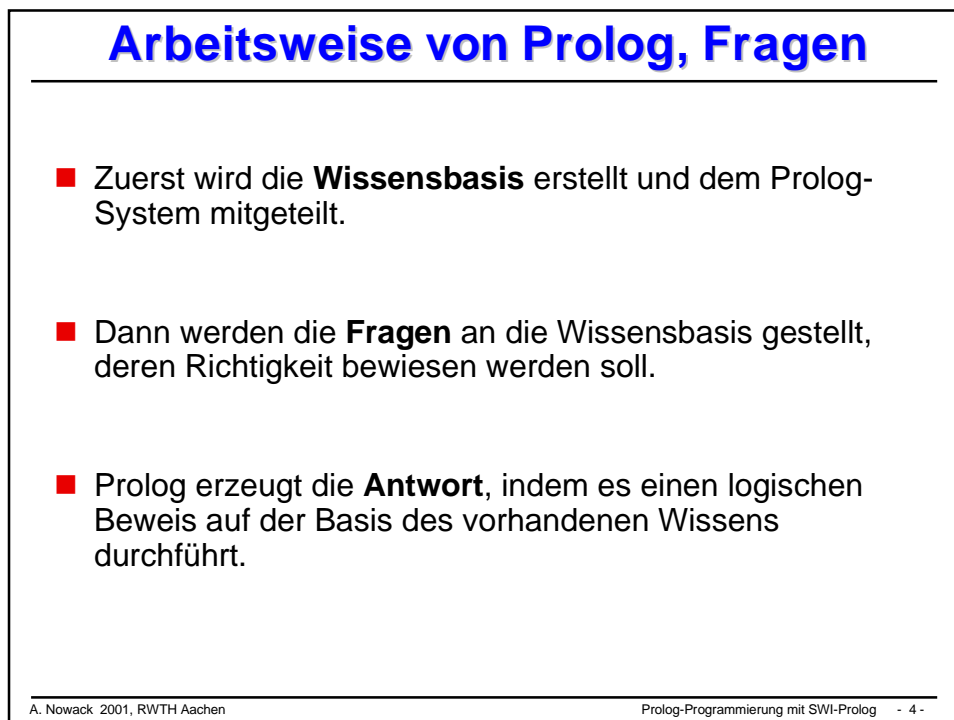 Arbeitsweise von Prolog, Fragen
Zuerst wird die Wissensbasis erstellt und dem Prolog-
System mitgeteilt.
Dann werden die Fragen an die Wissensbasis gestellt,
deren Richtigkeit bewiesen werden soll.
Prolog erzeugt die Antwort, indem es einen logischen
Beweis auf der Basis des vorhandenen Wissens
durchführt.
A. Nowack 2001, RWTH Aachen Prolog-Programmierung mit SWI-Prolog - 4 -